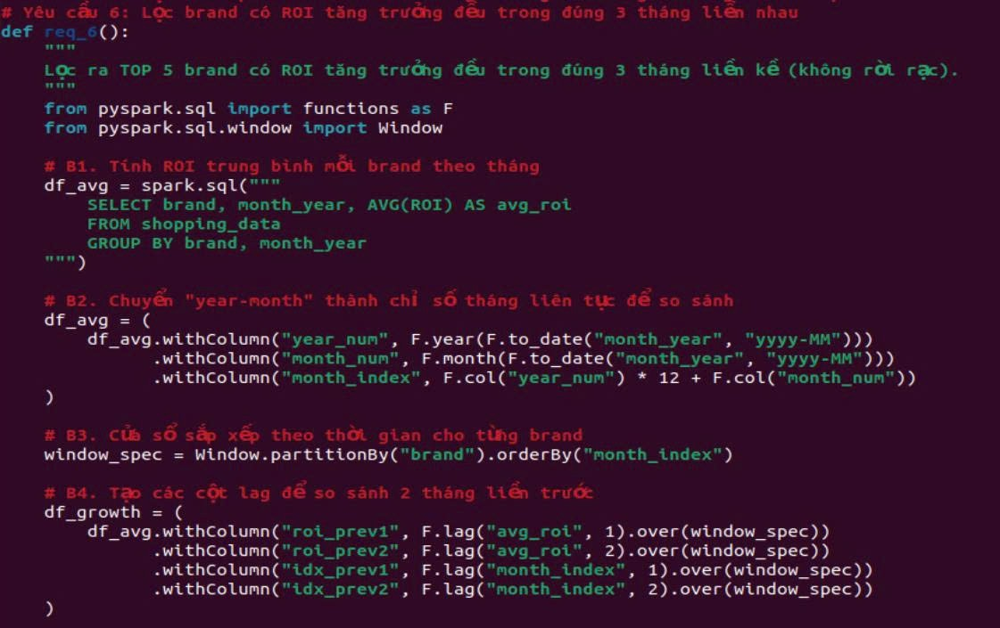 # Yêu cầu 6: Lọc brand có ROI tăng trưởng đều trong đúng 3 tháng liền nhau
def req_6():
    """
    Lọc ra TOP 5 brand có ROI tăng trưởng đều trong đúng 3 tháng liền kề (không rời rạc).
    """
    from pyspark.sql import functions as F
    from pyspark.sql.window import Window

    # B1. Tính ROI trung bình mỗi brand theo tháng
    df_avg = spark.sql("""
        SELECT brand, month_year, AVG(ROI) AS avg_roi
        FROM shopping_data
        GROUP BY brand, month_year
    """)

    # B2. Chuyển "year-month" thành chỉ số tháng liên tục để so sánh
    df_avg = (
        df_avg.withColumn("year_num", F.year(F.to_date("month_year", "yyyy-MM")))
              .withColumn("month_num", F.month(F.to_date("month_year", "yyyy-MM")))
              .withColumn("month_index", F.col("year_num") * 12 + F.col("month_num"))
    )

    # B3. Cửa sổ sắp xếp theo thời gian cho từng brand
    window_spec = Window.partitionBy("brand").orderBy("month_index")

    # B4. Tạo các cột lag để so sánh 2 tháng liền trước
    df_growth = (
        df_avg.withColumn("roi_prev1", F.lag("avg_roi", 1).over(window_spec))
              .withColumn("roi_prev2", F.lag("avg_roi", 2).over(window_spec))
              .withColumn("idx_prev1", F.lag("month_index", 1).over(window_spec))
              .withColumn("idx_prev2", F.lag("month_index", 2).over(window_spec))
    )